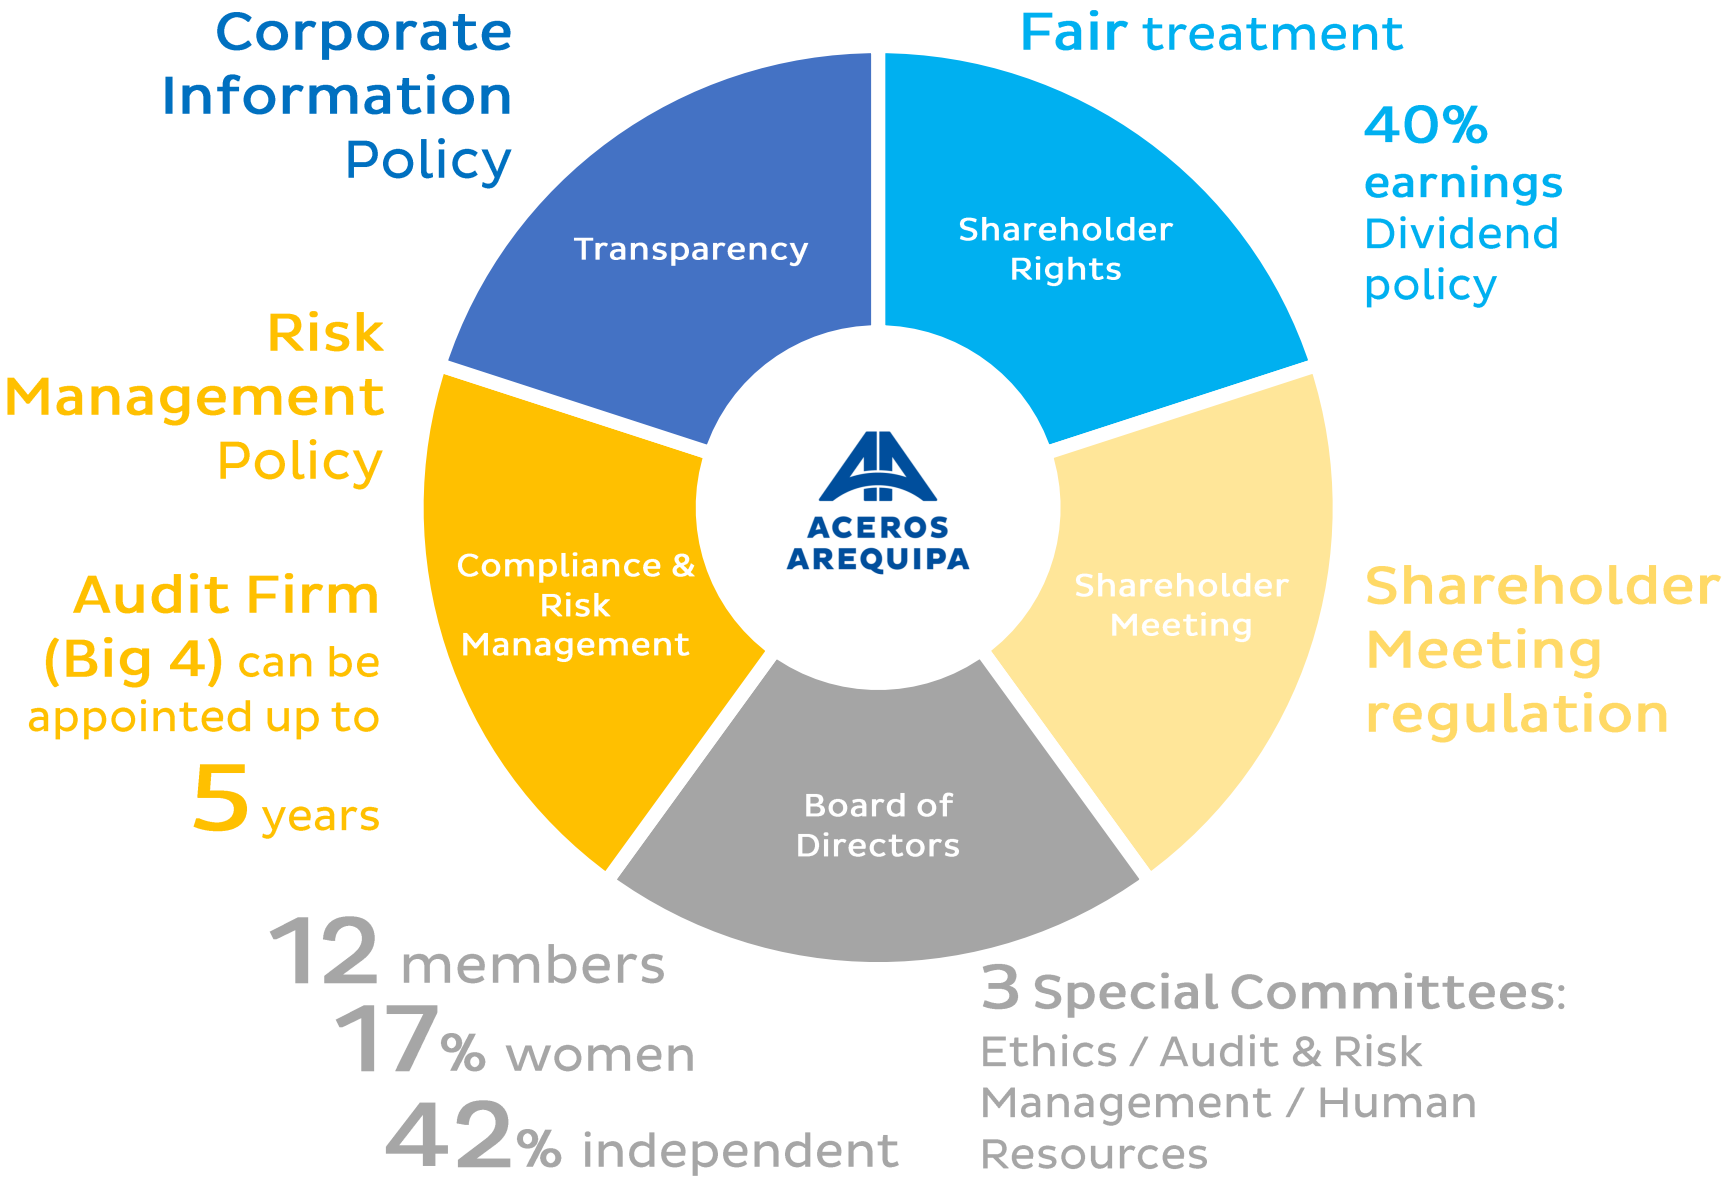 Corporate
Information
Policy
Fair treatment
40%
earnings
Dividend
policy
Transparency
Shareholder
Rights
Risk
Management
Policy
ACEROS
AREQUIPA
Compliance &
Risk
Management
Shareholder
Meeting
Audit Firm
(Big 4) can be
appointed up to
5 years
Shareholder
Meeting
regulation
Board of
Directors
12 members
17% women
42% independent
3 Special Committees:
Ethics / Audit & Risk
Management / Human
Resources